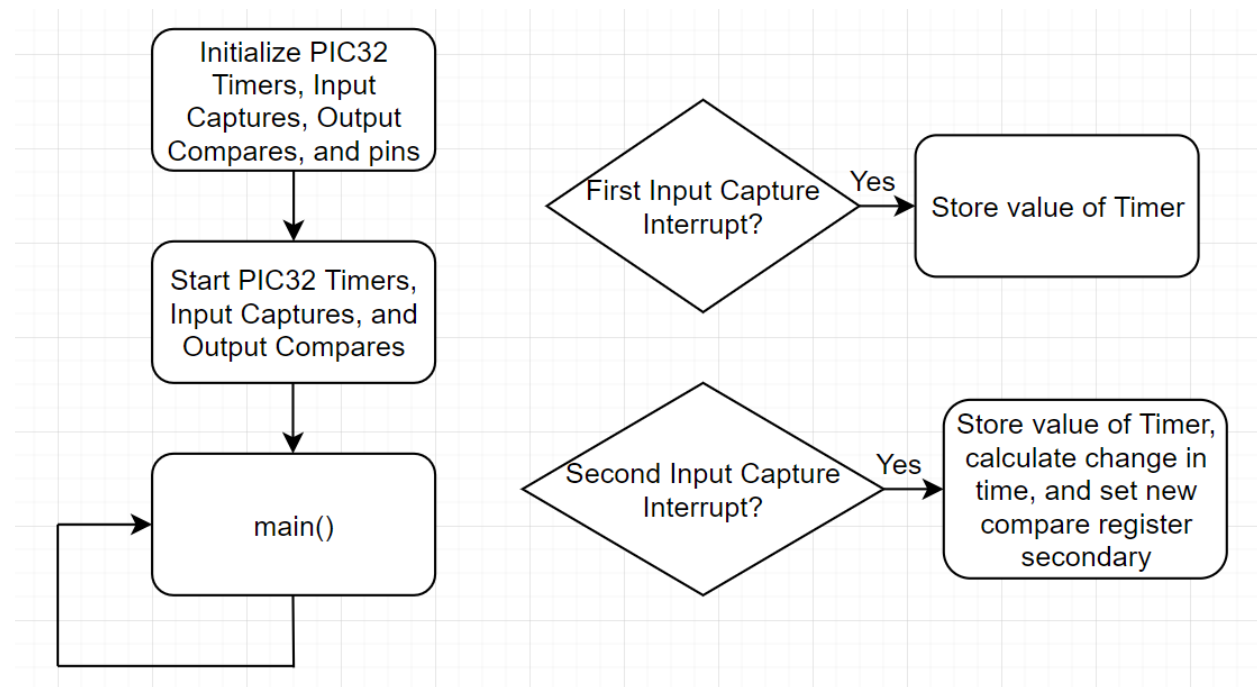 Initialize PIC32
Timers, Input
Captures, Output
Compares, and pins
Start PIC32 Timers,
Input Captures, and
Output Compares
main()
First Input Capture
Interrupt?
Yes
Store value of Timer
Second Input Capture
Interrupt?
Yes
Store value of Timer,
calculate change in
time, and set new
compare register
secondary